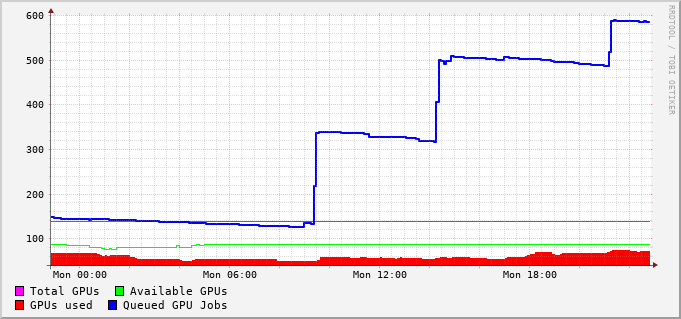 600
500
400
300
200
100
Mon 00:00 Mon 06:00 Mon 12:00 Mon 18:00
Total GPUs Available GPUs
GPUs used Queued GPU Jobs
RRDTOOL / TOBI OETIKER